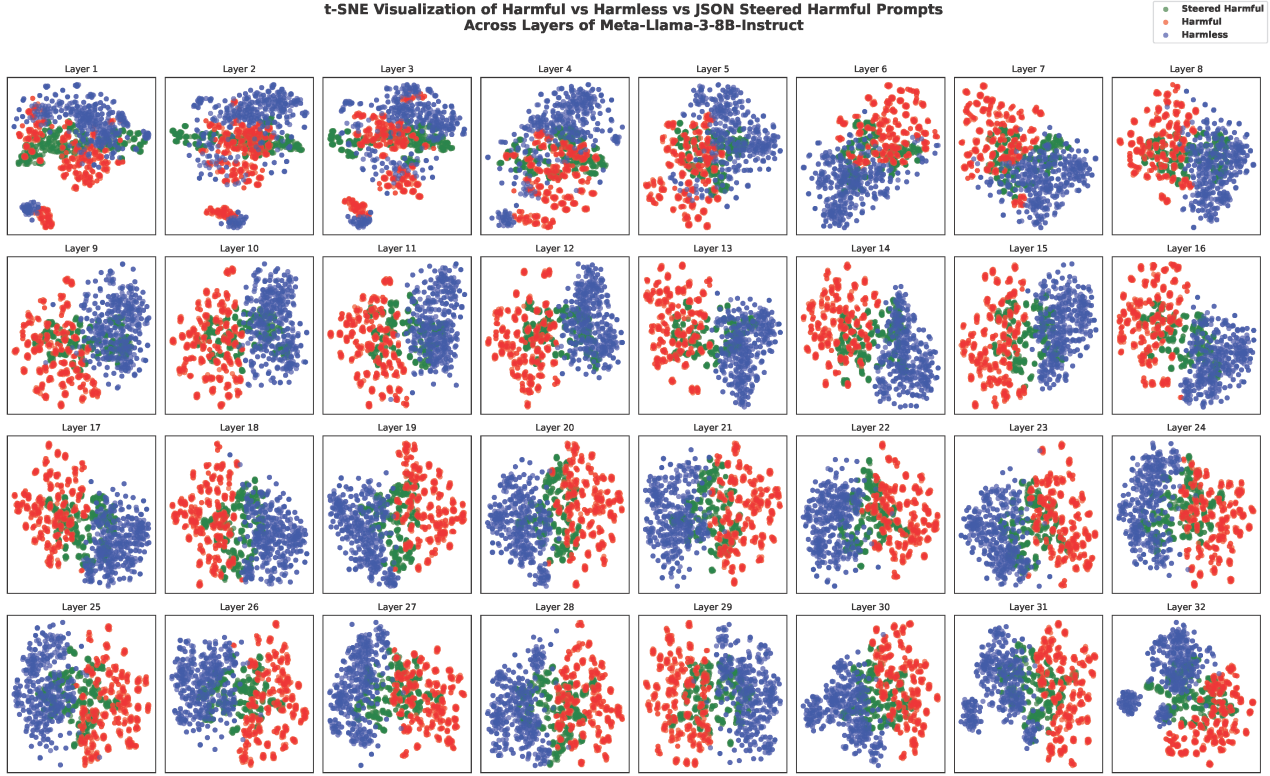 t-SNE Visualization of Harmful vs Harmless vs JSON Steered Harmful Prompts
Across Layers of Meta-Llama-3-8B-Instruct
Steered Harmful
Harmful
Harmless
Layer 1
Layer 2
Layer 3
Layer 4
Layer 5
Layer 6
Layer 7
Layer 8
Layer 9
Layer 10
Layer 11
Layer 12
Layer 13
Layer 14
Layer 15
Layer 16
Layer 17
Layer 18
Layer 19
Layer 20
Layer 21
Layer 22
Layer 23
Layer 24
Layer 25
Layer 26
Layer 27
Layer 28
Layer 29
Layer 30
Layer 31
Layer 32